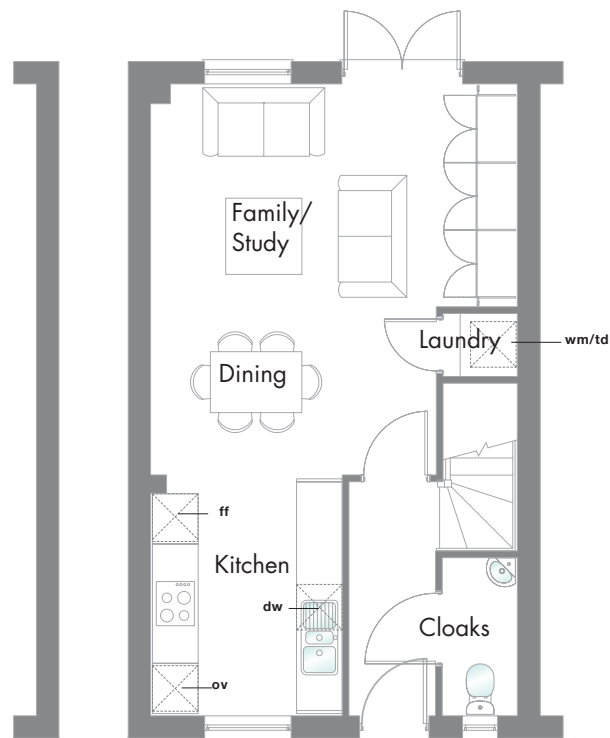 Family/
Study
Laundry
wm/td
Dining
ff
Kitchen
dw
Cloaks
ov